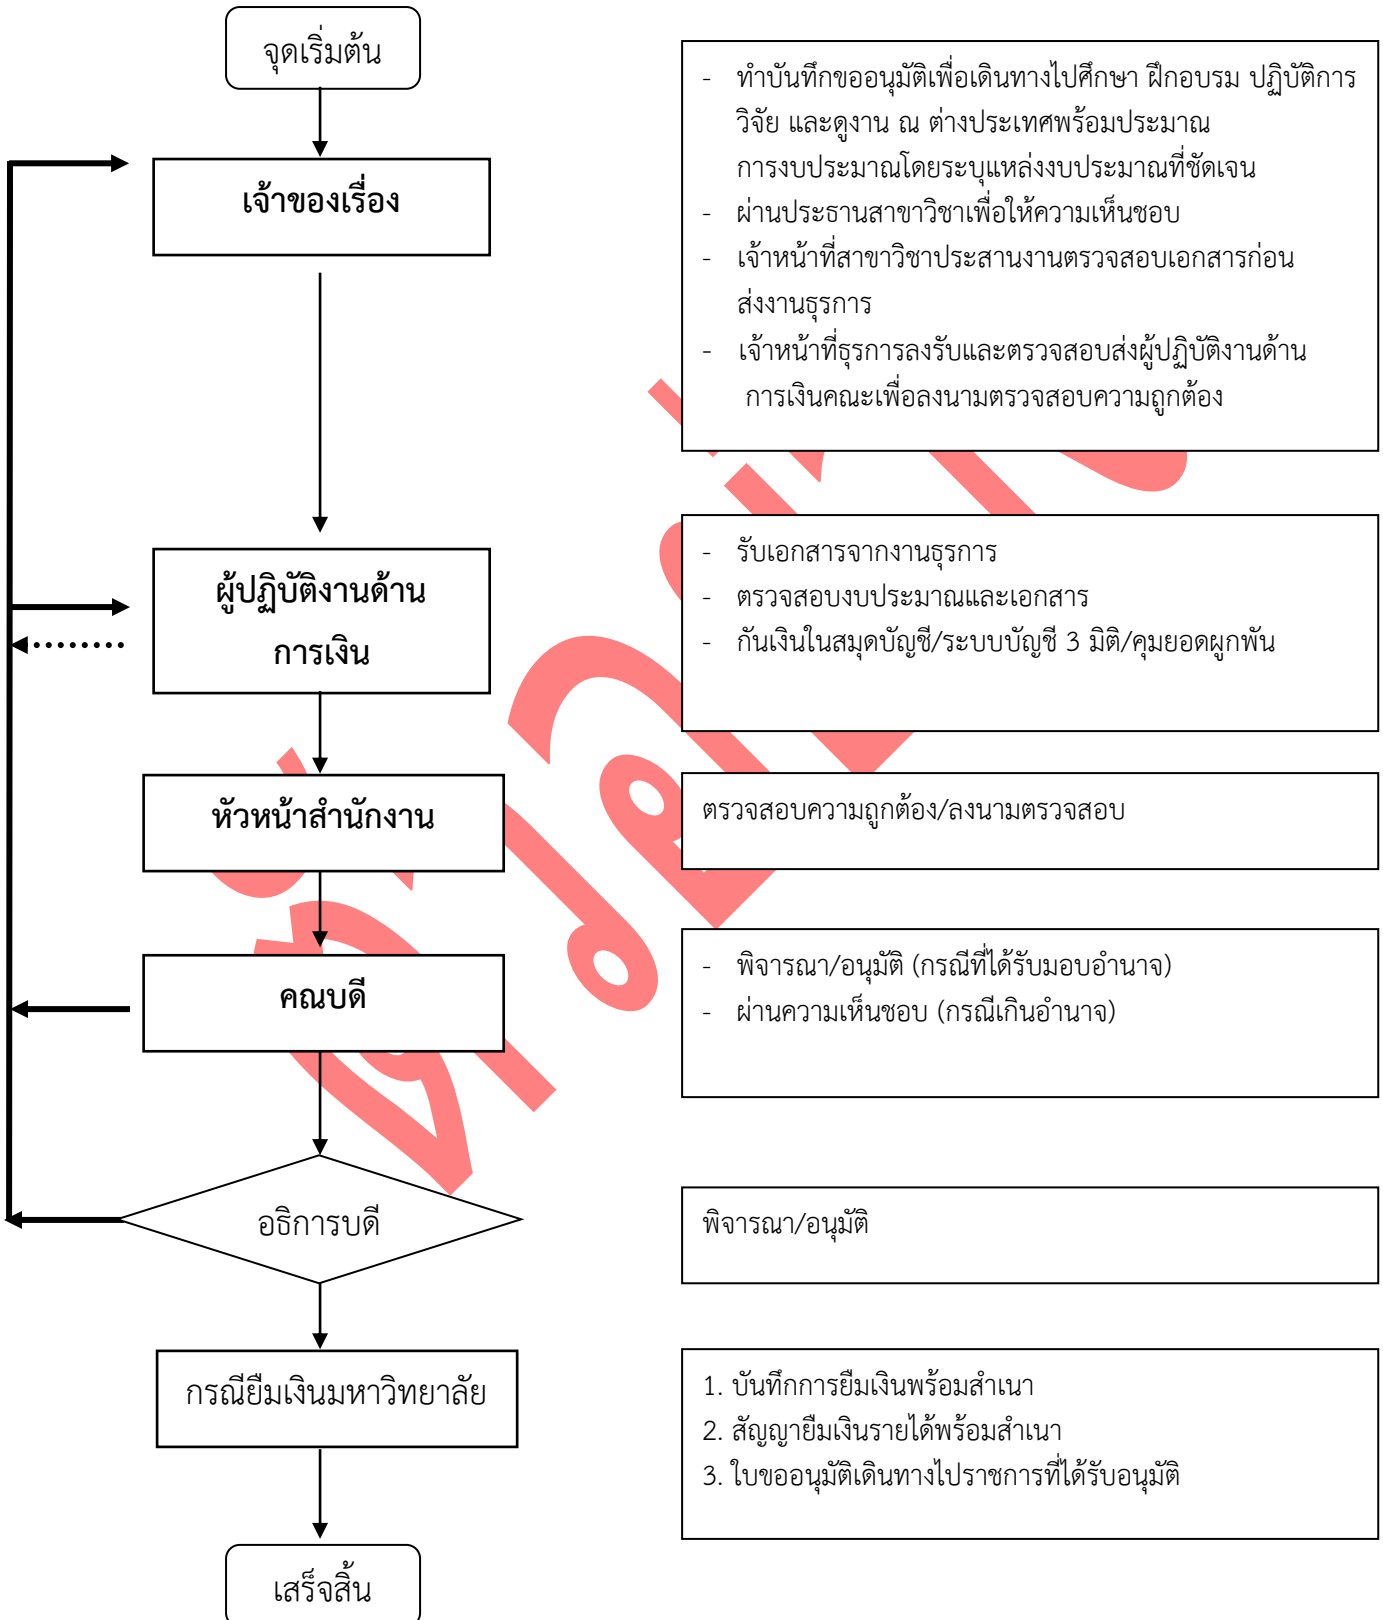 จุดเริ่มต้น
เจ้าของเรื่อง
- ทำบันทึกขออนุมัติเพื่อเดินทางไปศึกษา ฝึกอบรม ปฏิบัติการ
วิจัย และดูงาน ณ ต่างประเทศพร้อมประมาณ
การงบประมาณโดยระบุแหล่งงบประมาณที่ชัดเจน
- ผ่านประธานสาขาวิชาเพื่อให้ความเห็นชอบ
- เจ้าหน้าที่สาขาวิชาประสานงานตรวจสอบเอกสารก่อน
ส่งงานธุรการ
- เจ้าหน้าที่ธุรการลงรับและตรวจสอบส่งผู้ปฏิบัติงานด้าน
การเงินคณะเพื่อลงนามตรวจสอบความถูกต้อง
ผู้ปฏิบัติงานด้าน
การเงิน
- รับเอกสารจากงานธุรการ
- ตรวจสอบงบประมาณและเอกสาร
- กันเงินในสมุดบัญชี/ระบบบัญชี 3 มิติ/คุมยอดผูกพัน
หัวหน้าสำนักงาน
ตรวจสอบความถูกต้อง/ลงนามตรวจสอบ
คณบดี
- พิจารณา/อนุมัติ (กรณีที่ได้รับมอบอำนาจ)
- ผ่านความเห็นชอบ (กรณีเกินอำนาจ)
อธิการบดี
พิจารณา/อนุมัติ
กรณียืมเงินมหาวิทยาลัย
1. บันทึกการยืมเงินพร้อมสำเนา
2. สัญญายืมเงินรายได้พร้อมสำเนา
3. ใบขออนุมัติเดินทางไปราชการที่ได้รับอนุมัติ
เสร็จสิ้น